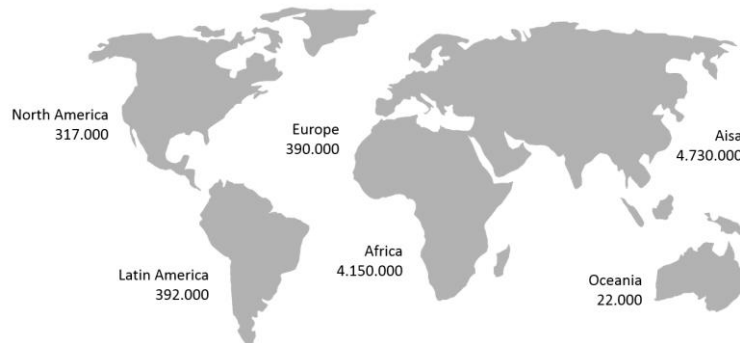 North America
317.000
Europe
390.000
Aisa
4.730.000
Latin America
392.000
Africa
4.150.000
Oceania
22.000